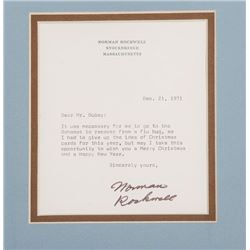 NORMAN ROCKWELL
STOCKBRIDGE
MASSACHUSETTS
Dec. 21, 1971
Dear Mr. Dubay:
It was necessary for me to go to the
Bahamas to recover from a flu bug, so
I had to give up the idea of Christmas
cards for this year, but may I take this
opportunity to wish you a Merry Christmas
and a Happy New Year.
Sincerely yours,
Norman
Rockwell